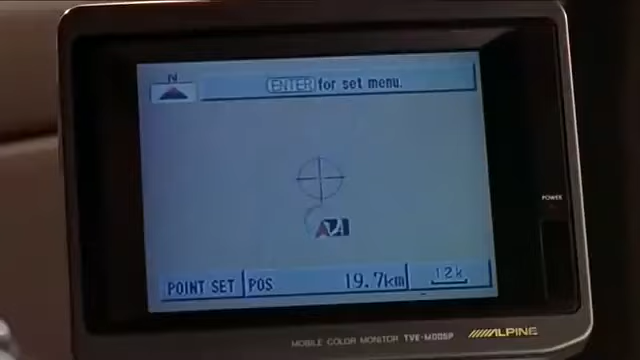 N
ENTER for set menu.
POWER
POINT SET POS 19.7km 12k
MOBILE COLOR MONITOR TVE-M005P ALPINE